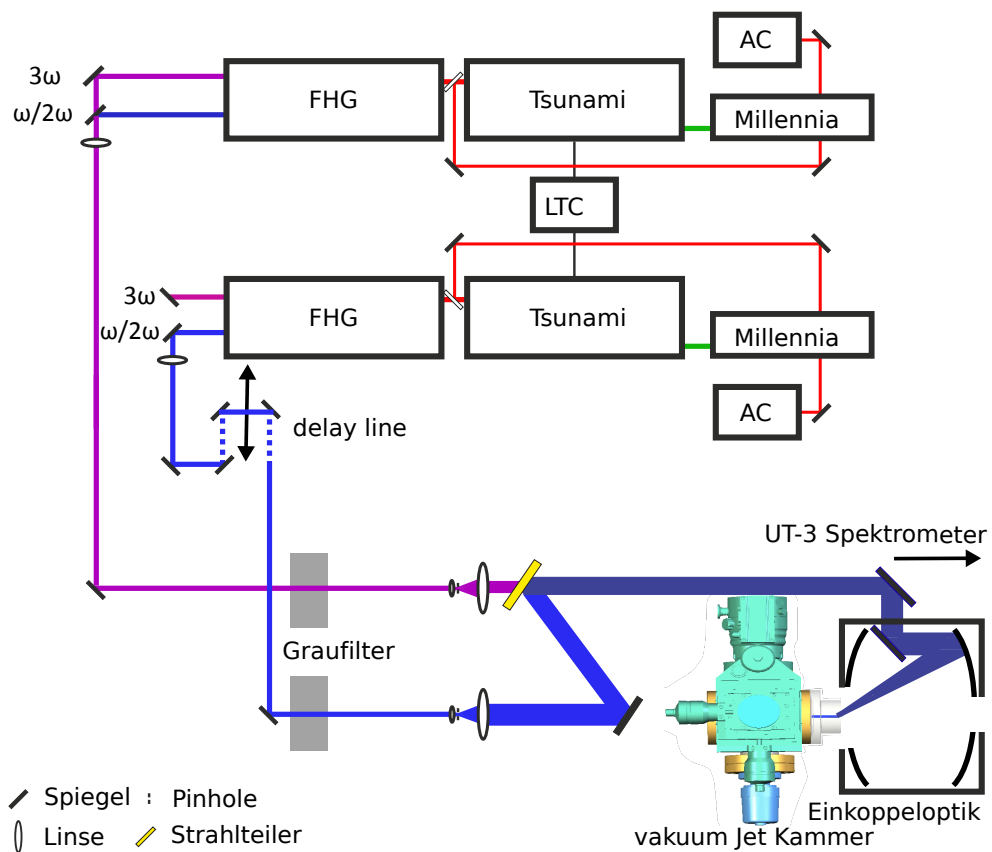 AC
3ω
FHG
Tsunami
ω/2ω
Millennia
LTC
3ω
FHG
Tsunami
ω/2ω
Millennia
AC
delay line
UT-3 Spektrometer
Graufilter
Spiegel
Pinhole
Einkoppeloptik
Linse
Strahlteiler
vakuum Jet Kammer